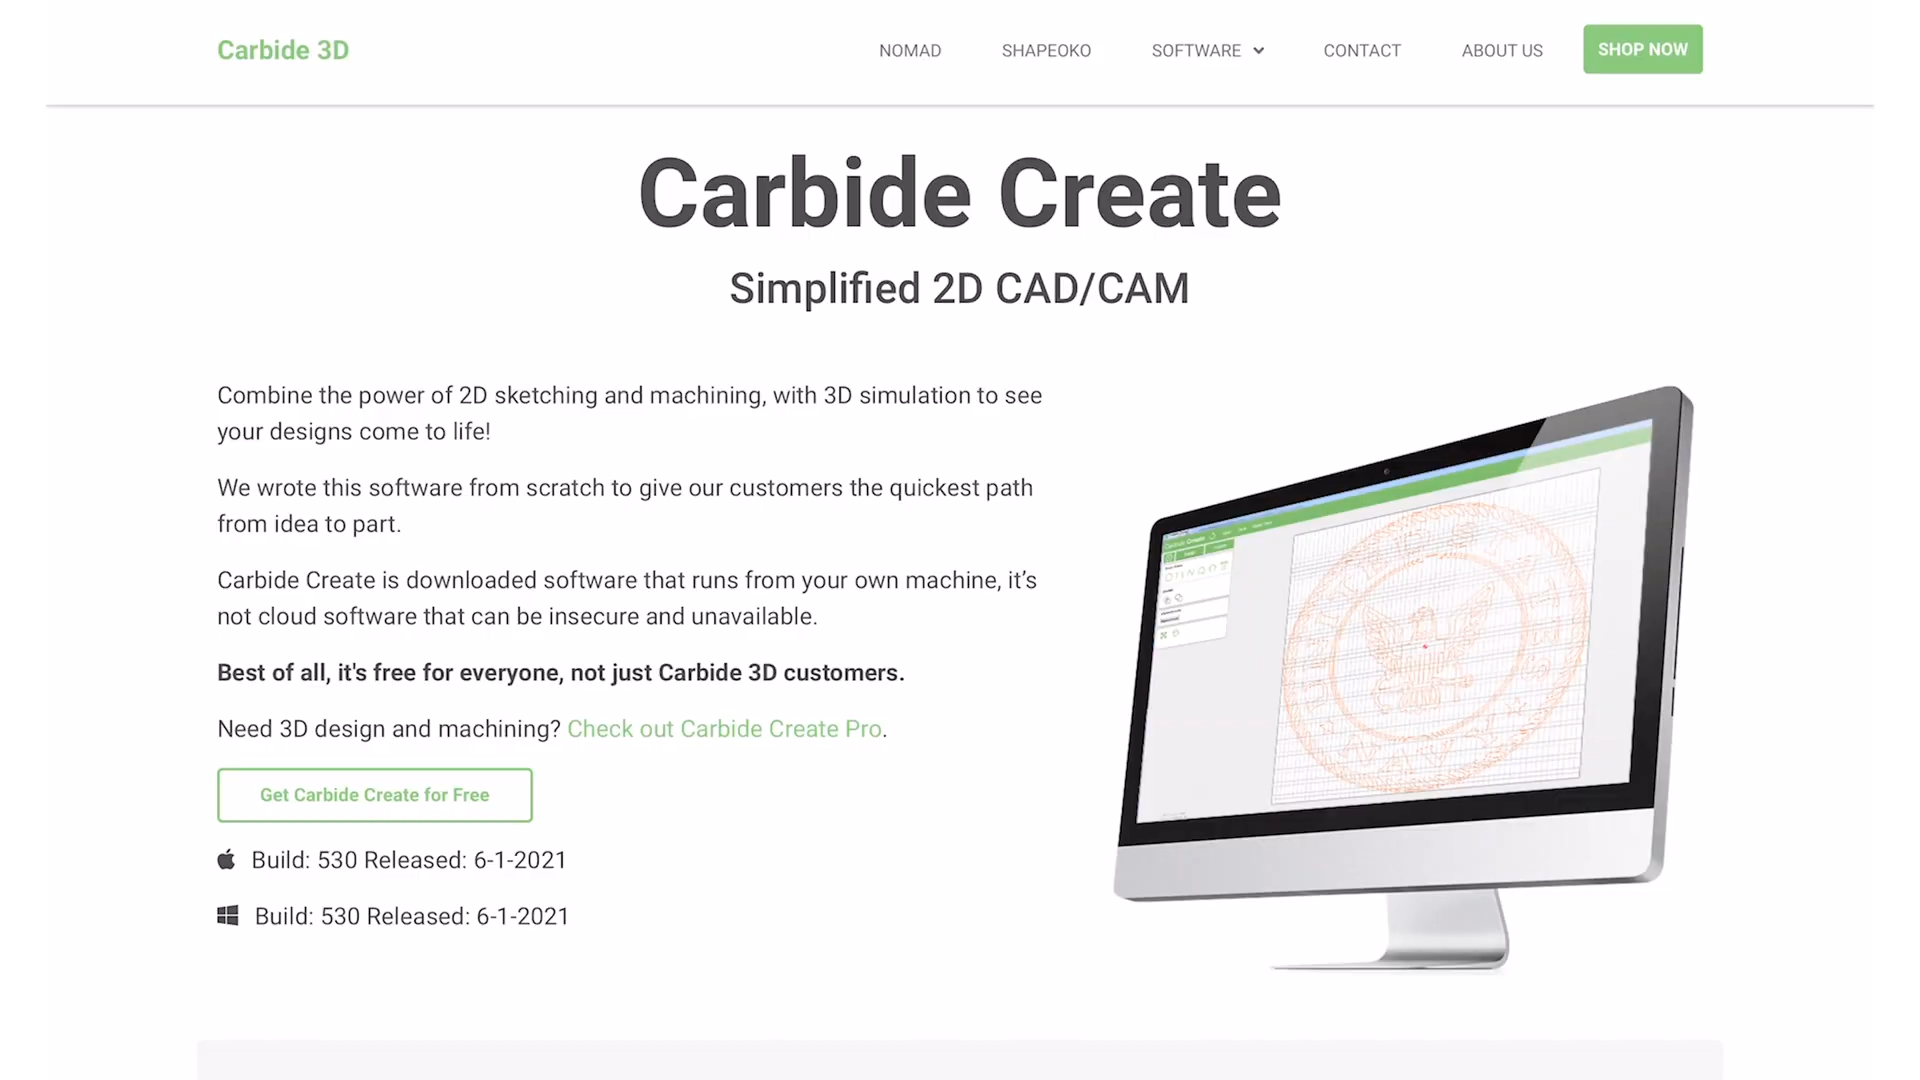 Carbide 3D
NOMAD
SHAPEOKO
SOFTWARE
CONTACT
ABOUT US
SHOP NOW
Carbide Create
Simplified 2D CAD/CAM
Combine the power of 2D sketching and machining, with 3D simulation to see
your designs come to life!
We wrote this software from scratch to give our customers the quickest path
from idea to part.
Carbide Create is downloaded software that runs from your own machine, it’s
not cloud software that can be insecure and unavailable.
Best of all, it's free for everyone, not just Carbide 3D customers.
Need 3D design and machining? Check out Carbide Create Pro.
Get Carbide Create for Free
Build: 530 Released: 6-1-2021
Build: 530 Released: 6-1-2021